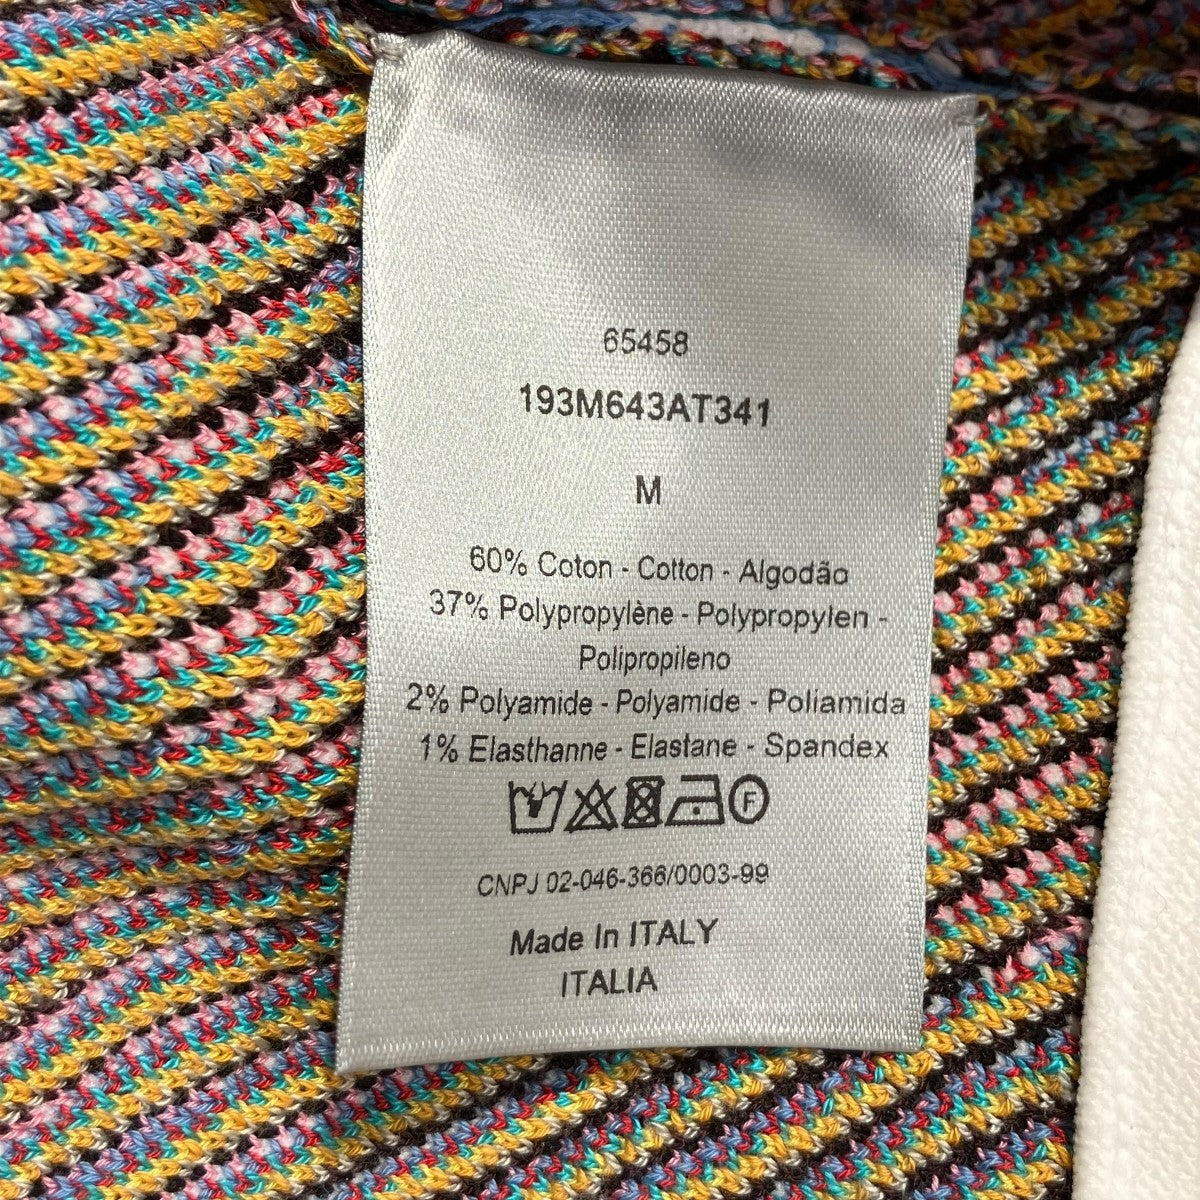 65458
193M643AT341
M
60% Coton - Cotton - Algodão
37% Polypropylène - Polypropylen -
Polipropileno
2% Polyamide - Polyamide - Poliamida
1% Elasthanne - Elastane - Spandex
F
CNPJ 02-046-366/0003-99
Made In ITALY
ITALIA